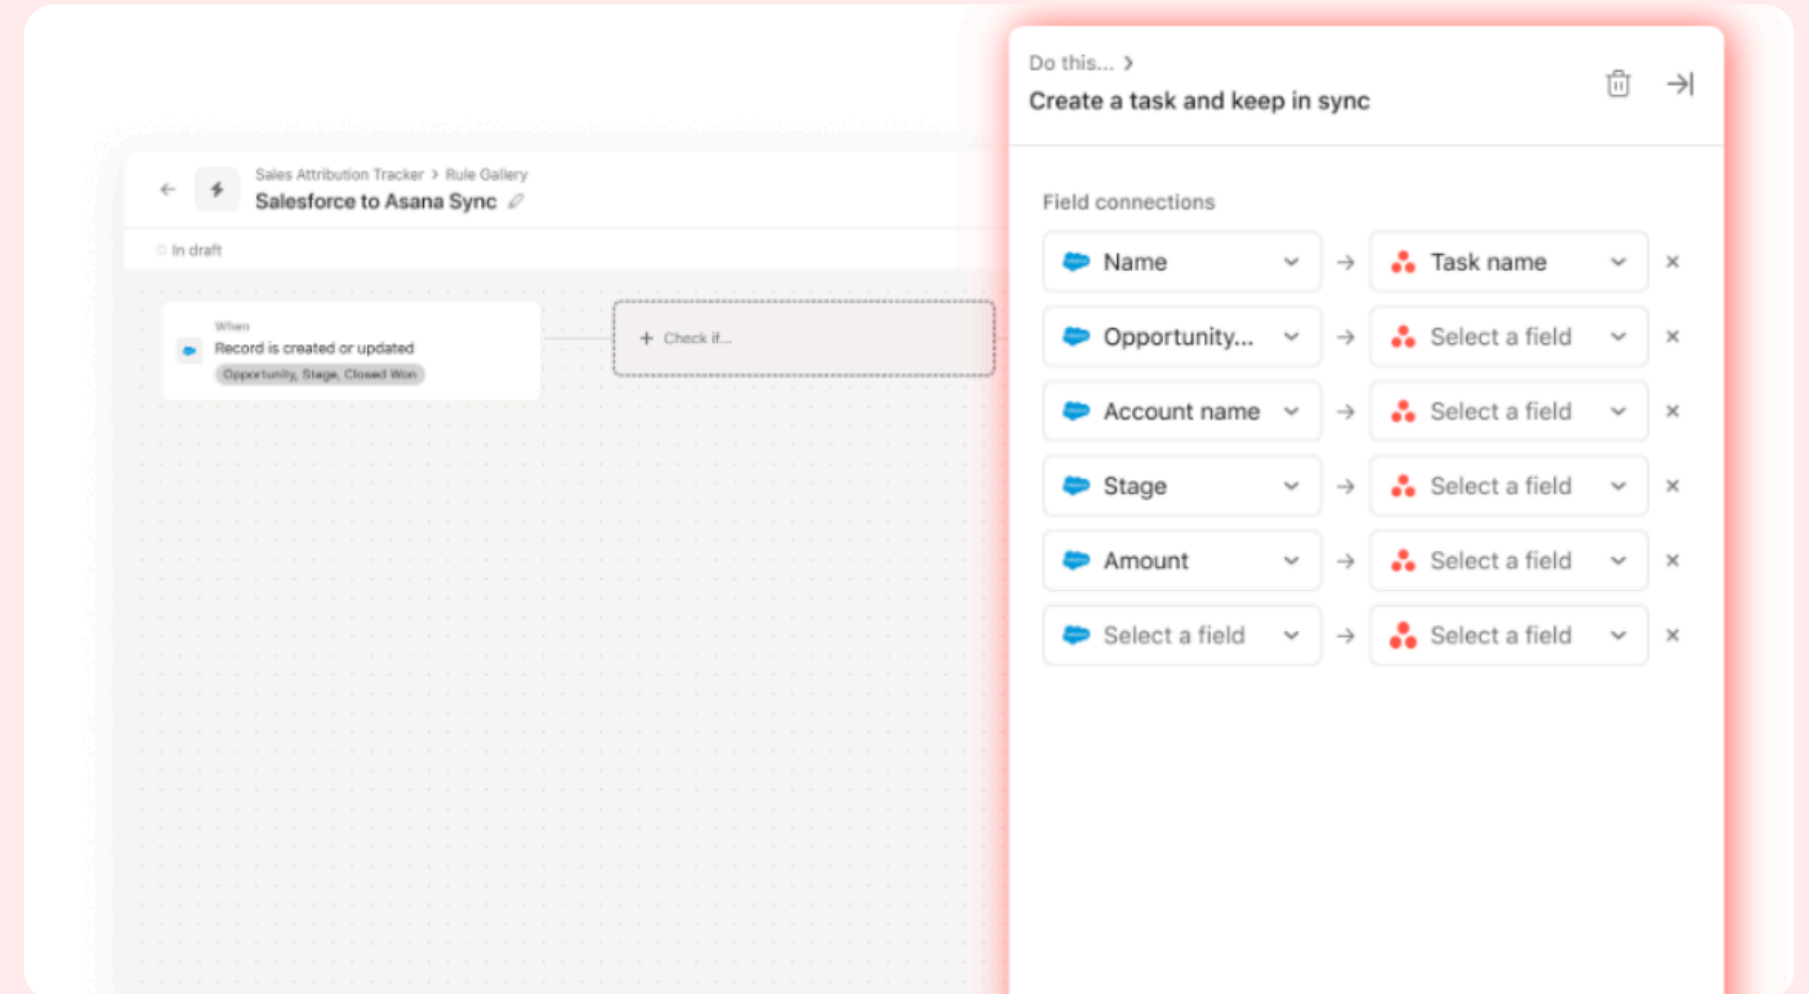 Sales Attribution Tracker > Rule Gallery
Salesforce to Asana Sync
In draft
When
Record is created or updated
Opportunity, Stage, Closed Won
+ Check if...
Do this... >
Create a task and keep in sync
Field connections
Name → Task name ×
Opportunity... → Select a field ×
Account name → Select a field ×
Stage → Select a field ×
Amount → Select a field ×
Select a field → Select a field ×